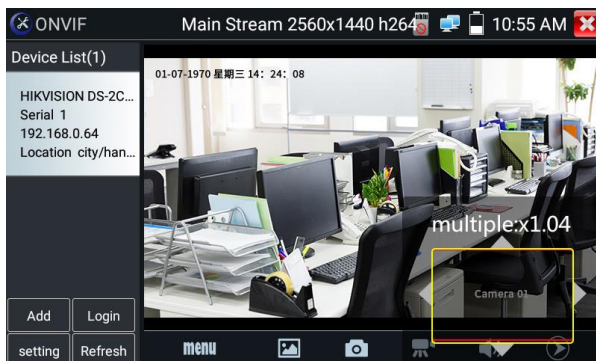 ONVIF
Main Stream 2560x1440 h264
10:55 AM
Device List(1)
HIKVISION DS-2C...
Serial 1
192.168.0.64
Location city/han...
01-07-1970 星期三 14: 24: 08
multiple:x1.04
Camera 01
Add
Login
setting
Refresh
menu